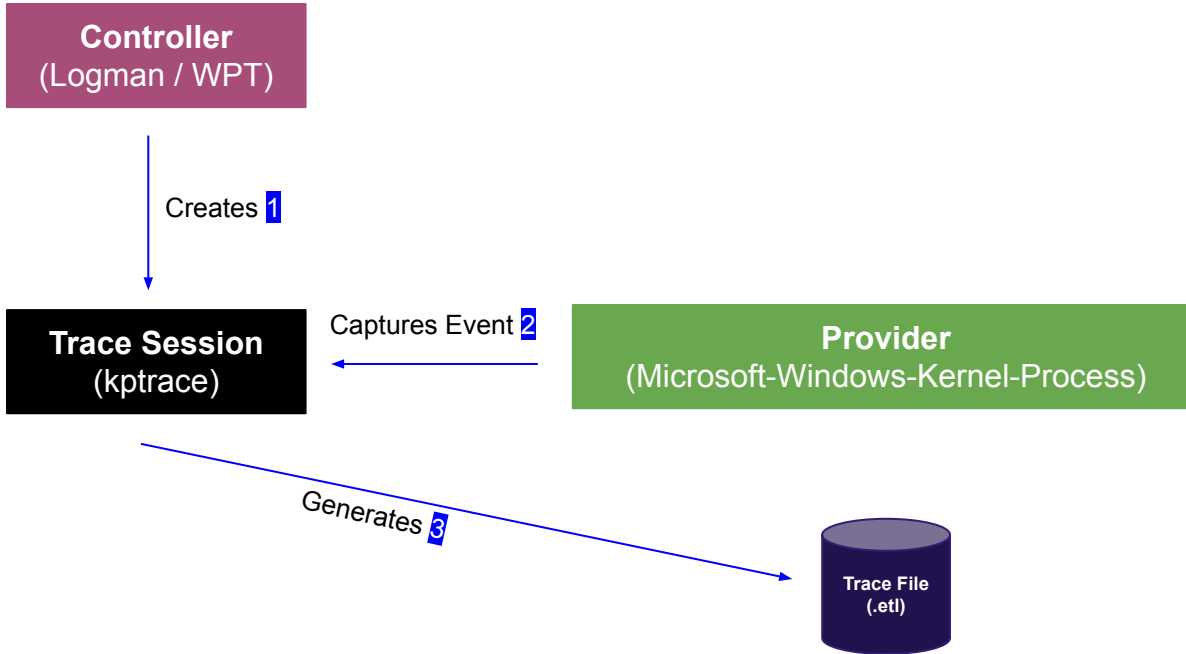 Controller
(Logman / WPT)
Creates 1
Trace Session
(kptrace)
Captures Event 2
Provider
(Microsoft-Windows-Kernel-Process)
Generates 3
Trace File
(.etl)